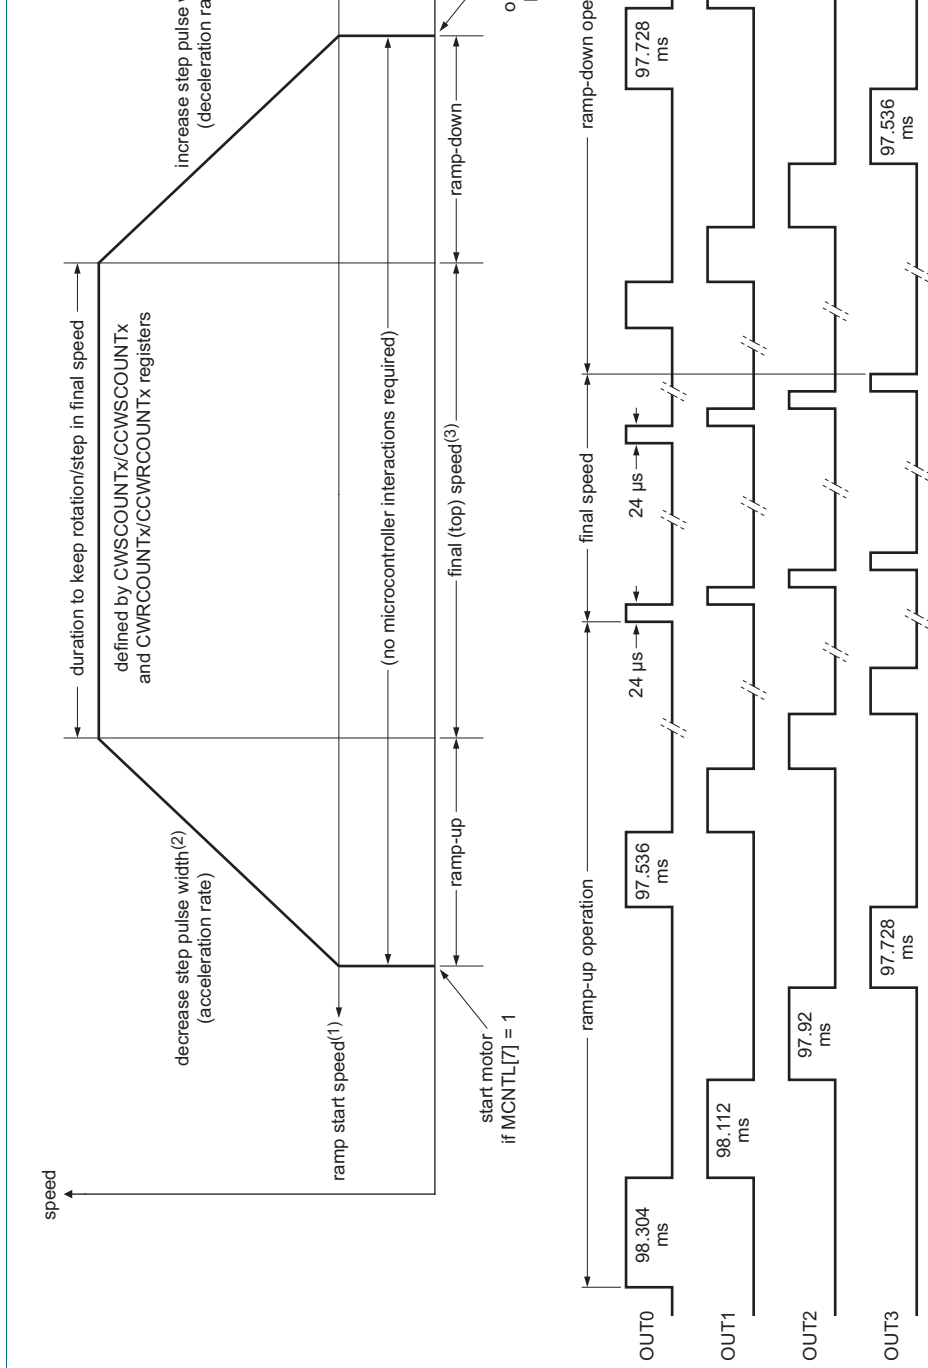 speed
duration to keep rotation/step in final speed
defined by CWSCOUNTx/CCWSCOUNTx
and CWRCOUNTx/CCWRCOUNTx registers
decrease step pulse width(2)
(acceleration rate)
increase step pulse
(deceleration
ramp start speed(1)
(no microcontroller interactions required)
ramp-up
final (top) speed(3)
ramp-down
start motor
if MCNTL[7] = 1
ramp-up operation
final speed
ramp-down
OUT0
98.304
ms
97.536
ms
24 µs
24 µs
97.728
ms
OUT1
98.112
ms
OUT2
97.92
ms
OUT3
97.728
ms
97.536
ms